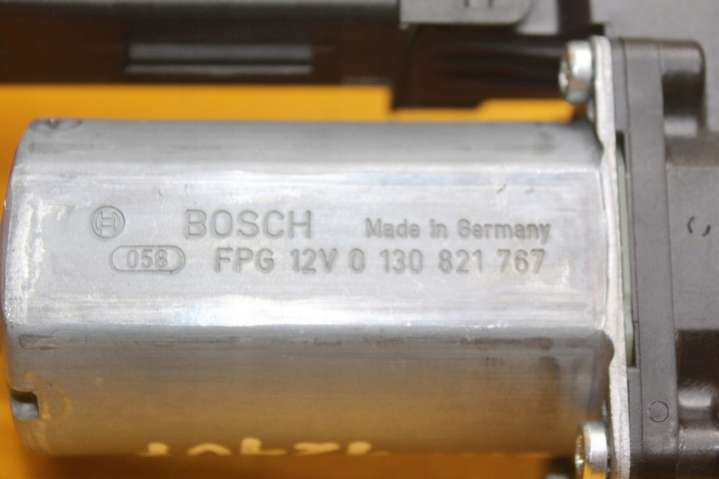 BOSCH Made in Germany
058 FPG 12V 0 130 821 767